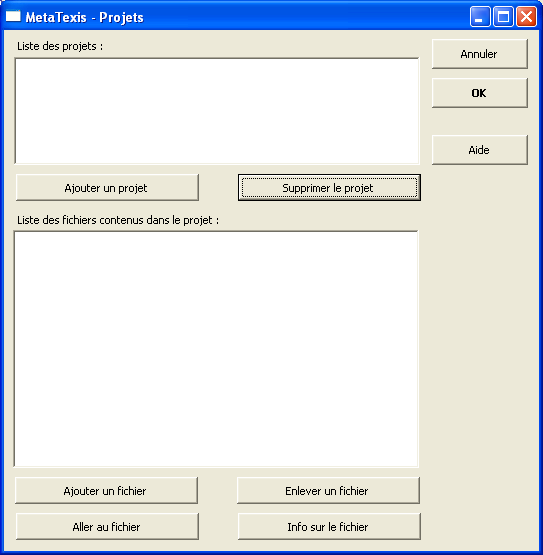 MetaTexis - Projets
Liste des projets :
Annuler
OK
Aide
Ajouter un projet
Supprimer le projet
Liste des fichiers contenus dans le projet :
Ajouter un fichier
Enlever un fichier
Aller au fichier
Info sur le fichier